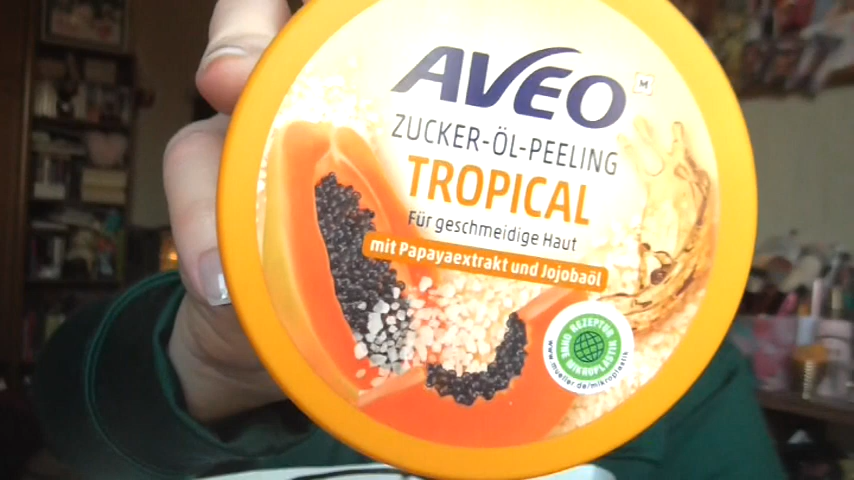 AVEO
M
ZUCKER-ÖL-PEELING
TROPICAL
Für geschmeidige Haut
mit Papayaextrakt und Jojobaöl
REZEPTUR
OHNE
MIKROPLASTIK
www.mueller.de/mikroplastik